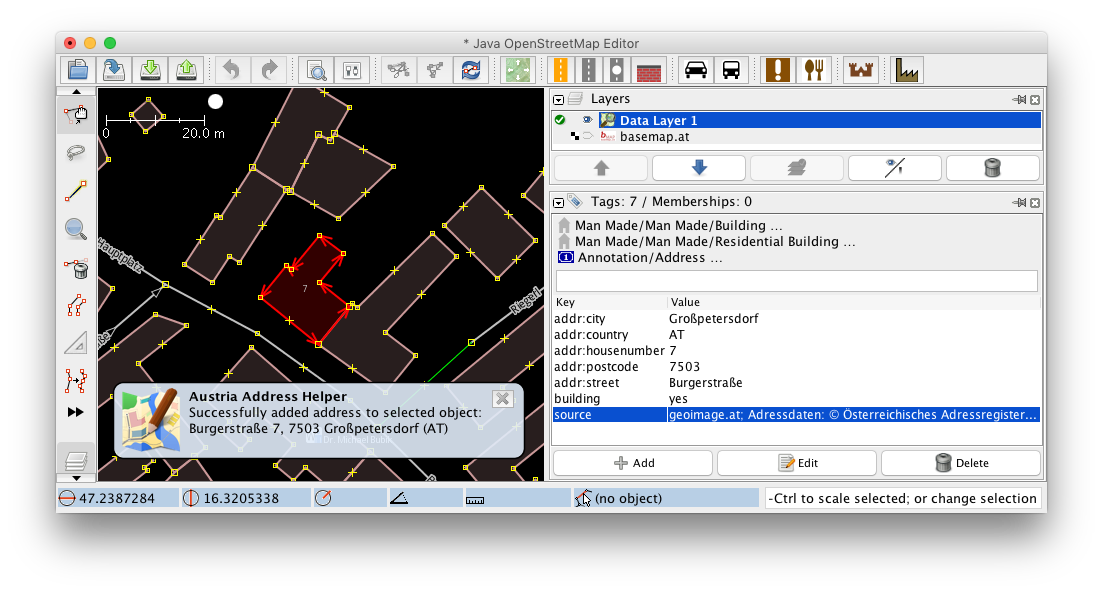 * Java OpenStreetMap Editor
0
20.0 m
Hauptplatz
7
Austria Address Helper
Successfully added address to selected object:
Burgerstraße 7, 7503 Großpetersdorf (AT)
Layers
Data Layer 1
basemap.at
Tags: 7 / Memberships: 0
Man Made/Man Made/Building ...
Man Made/Man Made/Residential Building ...
Annotation/Address ...
Key Value
addr:city Großpetersdorf
addr:country AT
addr:housenumber 7
addr:postcode 7503
addr:street Burgerstraße
building yes
source geoimage.at; Adressdaten: © Österreichisches Adressregister...
Add Edit Delete
47.2387284 16.3205338 (no object) -Ctrl to scale selected; or change selection